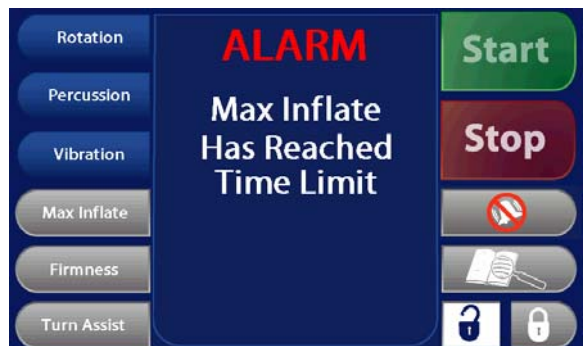 Rotation
Percussion
Vibration
Max Inflate
Firmness
Turn Assist
ALARM
Max Inflate
Has Reached
Time Limit
Start
Stop